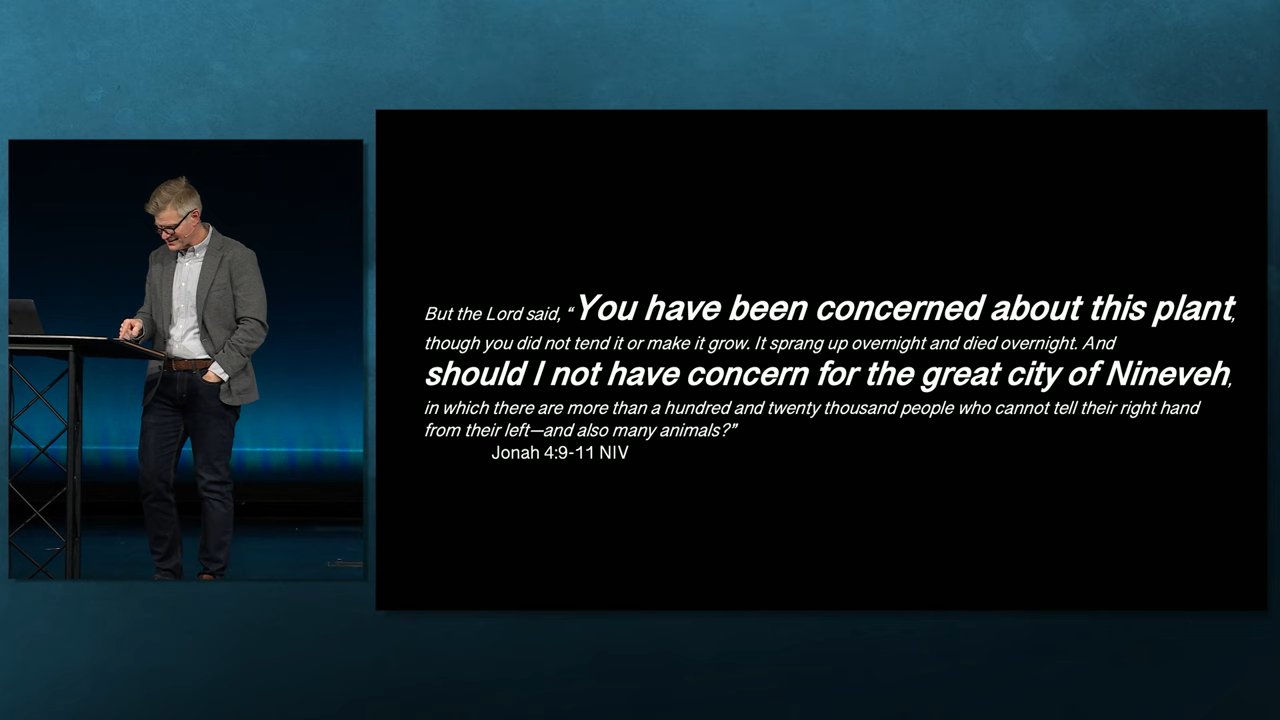 But the Lord said, “You have been concerned about this plant,
though you did not tend it or make it grow. It sprang up overnight and died overnight. And
should I not have concern for the great city of Nineveh,
in which there are more than a hundred and twenty thousand people who cannot tell their right hand
from their left—and also many animals?”
Jonah 4:9-11 NIV